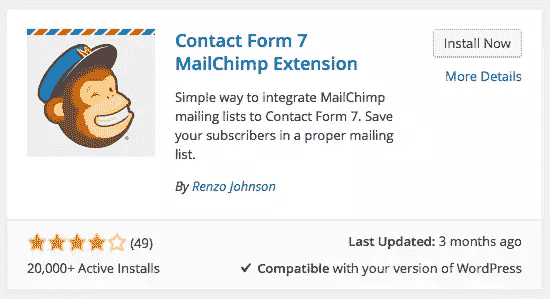 Contact Form 7
MailChimp Extension
Install Now
More Details
Simple way to integrate MailChimp
mailing lists to Contact Form 7. Save
your subscribers in a proper mailing
list.
By Renzo Johnson
(49)
Last Updated: 3 months ago
20,000+ Active Installs
Compatible with your version of WordPress